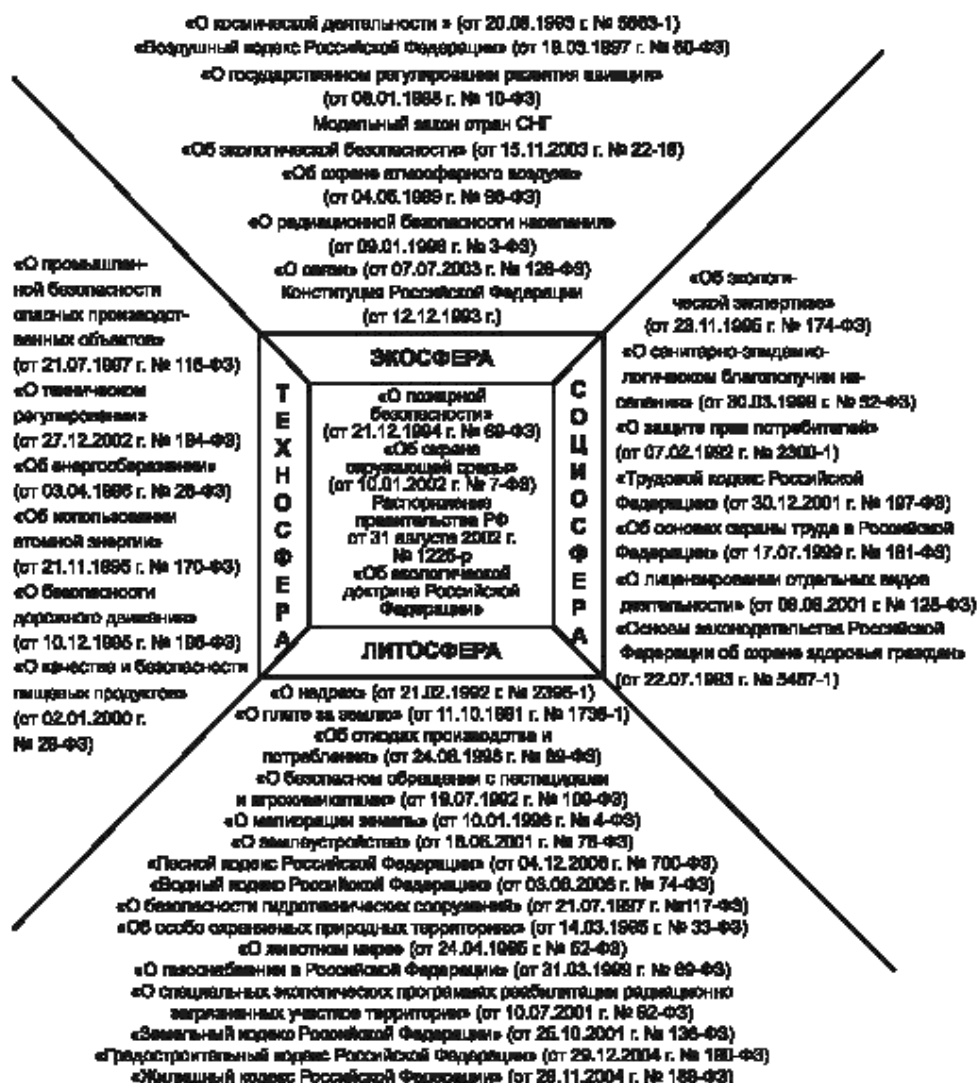 «О космической деятельности » (от 20.08.1993 г. № 5663-1)
«Воздушный кодекс Российской Федерации» (от 19.03.1997 г. № 60-ФЗ)
«О государственном регулировании развития авиации»
(от 08.01.1998 г. № 10-ФЗ)
Модельный закон стран СНГ
«Об экологической безопасности» (от 15.11.2003 г. № 22-18)
«Об охране атмосферного воздуха»
(от 04.05.1999 г. № 96-ФЗ)
«О радиационной безопасности населения»
(от 09.01.1996 г. № 3-ФЗ)
«О связи» (от 07.07.2003 г. № 126-ФЗ)
Конституция Российской Федерации
(от 12.12.1993 г.)
«О промышлен-
ной безопасности
опасных производст-
венных объектов»
(от 21.07.1997 г. № 116-ФЗ)
«О техническом
регулировании»
(от 27.12.2002 г. № 184-ФЗ)
«Об энергосбережении»
(от 03.04.1996 г. № 28-ФЗ)
«Об использовании
атомной энергии»
(от 21.11.1995 г. № 170-ФЗ)
«О безопасности
дорожного движения»
(от 10.12.1995 г. № 196-ФЗ)
«О качестве и безопасности
пищевых продуктов»
(от 02.01.2000 г.
№ 29-ФЗ)
ЭКОСФЕРА
ТЕХНОСФЕРА
«О пожарной
безопасности»
(от 21.12.1994 г. № 69-ФЗ)
«Об охране
окружающей среды»
(от 10.01.2002 г. № 7-ФЗ)
Распоряжение
правительства РФ
от 31 августа 2002 г.
№ 1225-р
«Об экологической
доктрине Российской
Федерации»
СОЦИОСФЕРА
ЛИТОСФЕРА
«Об экологи-
ческой экспертизе»
(от 23.11.1995 г. № 174-ФЗ)
«О санитарно-эпидемио-
логическом благополучии на-
селения» (от 30.03.1999 г. № 52-ФЗ)
«О защите прав потребителей»
(от 07.02.1992 г. № 2300-1)
«Трудовой кодекс Российской
Федерации» (от 30.12.2001 г. № 197-ФЗ)
«Об основах охраны труда в Российской
Федерации» (от 17.07.1999 г. № 181-ФЗ)
«О лицензировании отдельных видов
деятельности» (от 08.08.2001 г. № 128-ФЗ)
«Основы законодательства Российской
Федерации об охране здоровья граждан»
(от 22.07.1993 г. № 5487-1)
«О недрах» (от 21.02.1992 г. № 2395-1)
«О плате за землю» (от 11.10.1991 г. № 1738-1)
«Об отходах производства и
потребления» (от 24.06.1998 г. № 89-ФЗ)
«О безопасном обращении с пестицидами
и агрохимикатами» (от 19.07.1992 г. № 109-ФЗ)
«О мелиорации земель» (от 10.01.1996 г. № 4-ФЗ)
«О землеустройстве» (от 18.06.2001 г. № 78-ФЗ)
«Лесной кодекс Российской Федерации» (от 04.12.2006 г. № 700-ФЗ)
«Водный кодекс Российской Федерации» (от 03.06.2006 г. № 74-ФЗ)
«О безопасности гидротехнических сооружений» (от 21.07.1997 г. №117-ФЗ)
«Об особо охраняемых природных территориях» (от 14.03.1995 г. № 33-ФЗ)
«О животном мире» (от 24.04.1995 г. № 52-ФЗ)
«О газоснабжении в Российской Федерации» (от 31.03.1999 г. № 69-ФЗ)
«О специальных экологических программах реабилитации радиационно
загрязненных участков территории» (от 10.07.2001 г. № 92-ФЗ)
«Земельный кодекс Российской Федерации» (от 25.10.2001 г. № 136-ФЗ)
«Градостроительный кодекс Российской Федерации» (от 29.12.2004 г. № 190-ФЗ)
«Жилищный кодекс Российской Федерации» (от 29.11.2004 г. № 189-ФЗ)